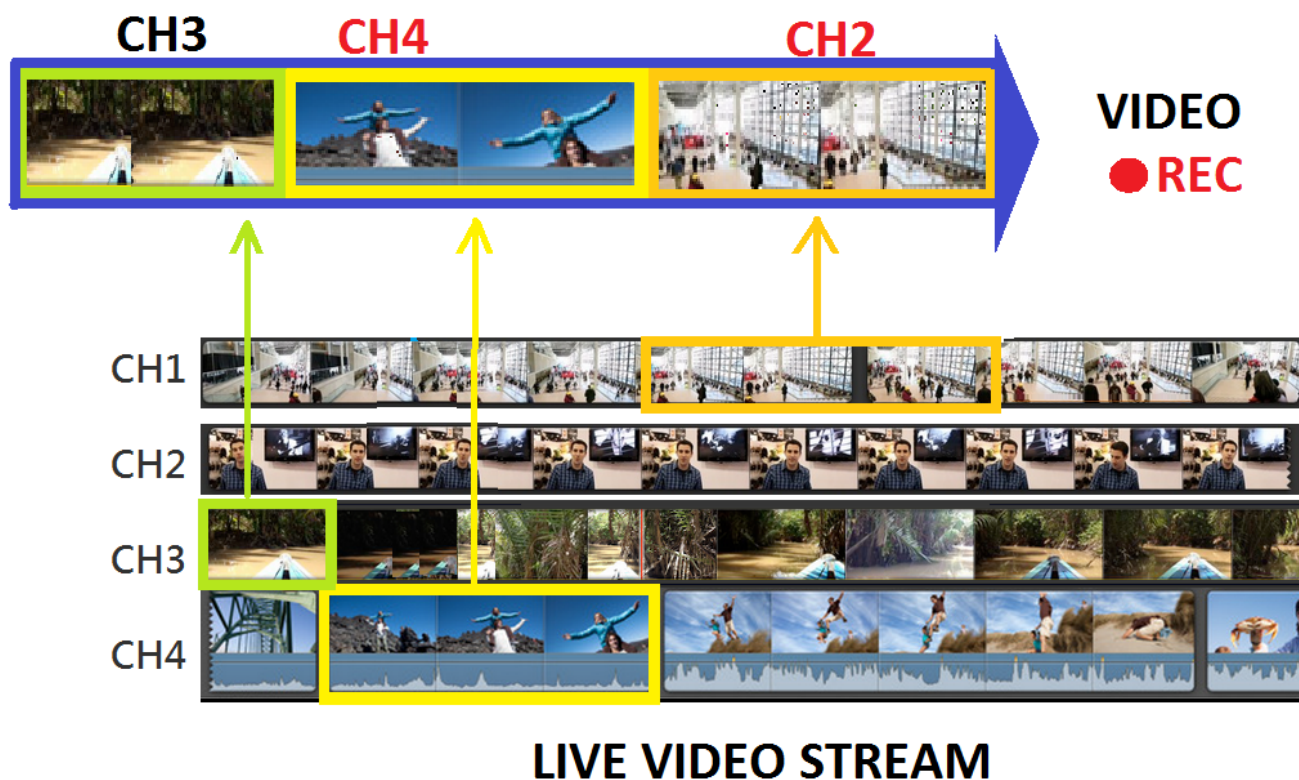 CH3 CH4 CH2
VIDEO
REC
CH1
CH2
CH3
CH4
LIVE VIDEO STREAM